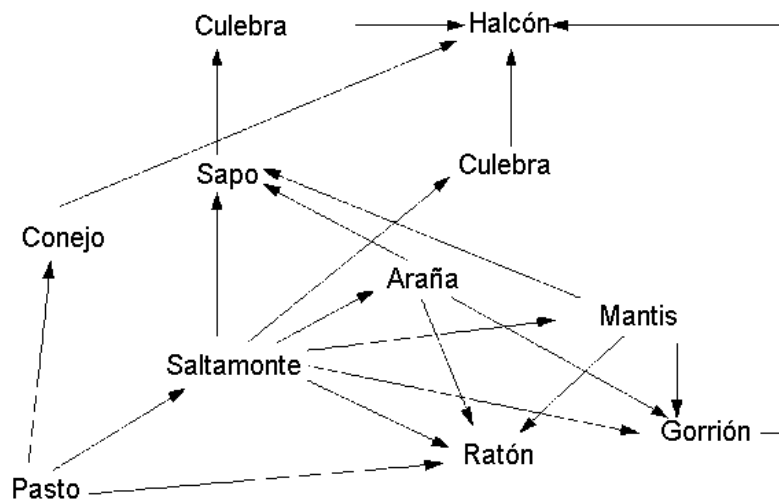 Culebra
Halcón
Sapo
Culebra
Conejo
Araña
Mantis
Saltamonte
Ratón
Gorrión
Pasto